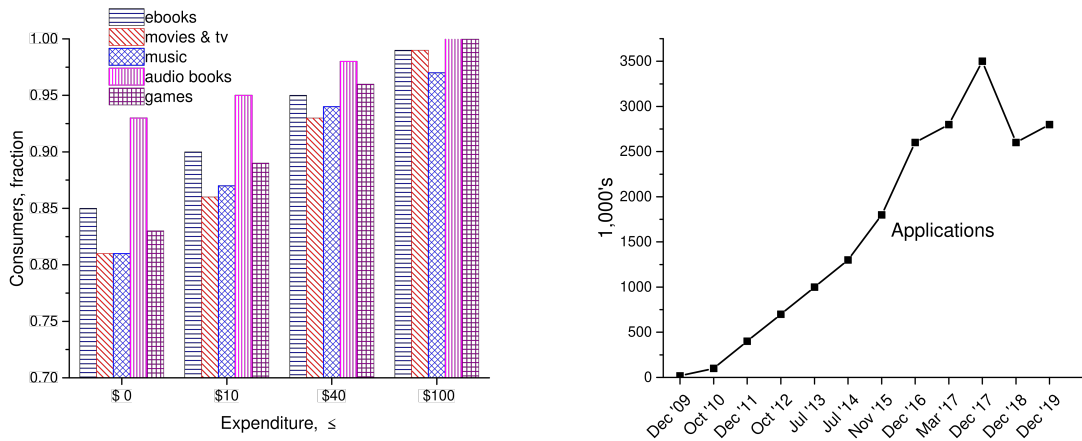 ebooks
movies & tv
music
audio books
games
1.00
0.95
0.90
0.85
0.80
0.75
0.70
Consumers, fraction
$ 0
$10
$40
$100
Expenditure, ≤
3500
3000
2500
2000
1500
1000
500
0
1,000's
Applications
Dec '09
Oct '10
Dec '11
Oct '12
Jul '13
Jul '14
Nov '15
Dec '16
Mar '17
Dec '17
Dec '18
Dec '19